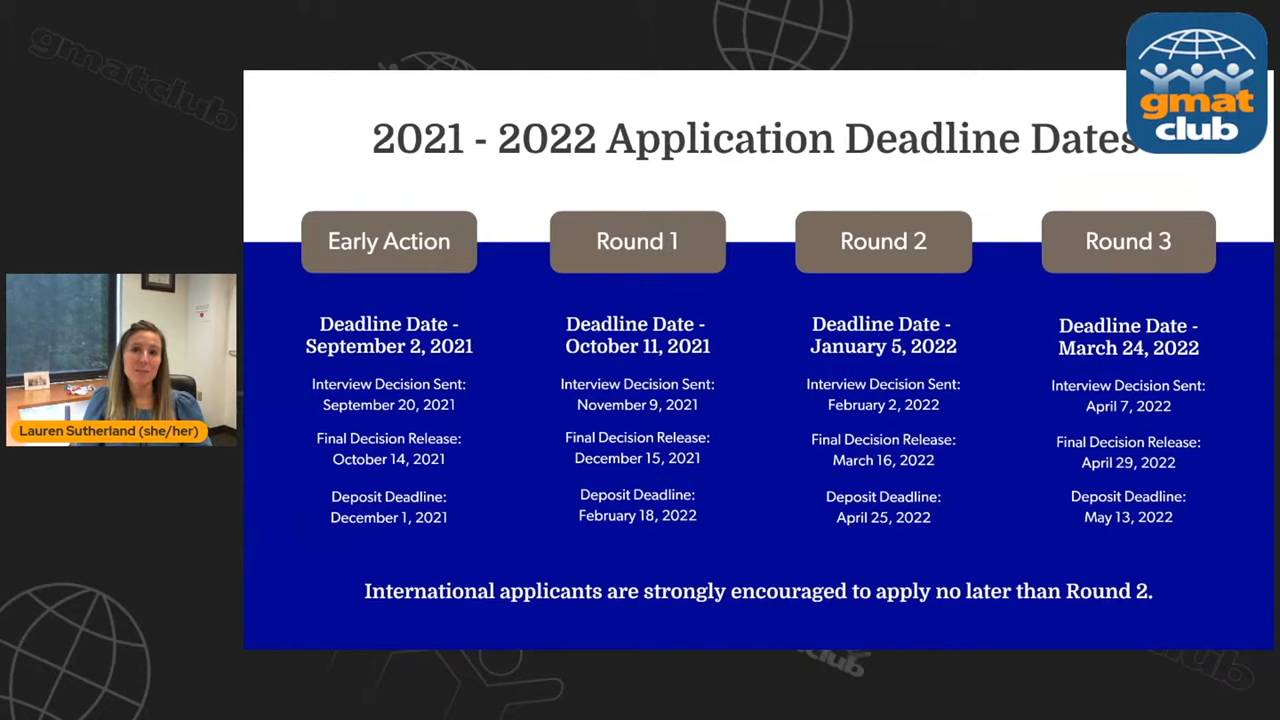 gmatclub
gmat
club
2021 - 2022 Application Deadline Dates
Early Action
Round 1
Round 2
Round 3
Deadline Date -
September 2, 2021
Interview Decision Sent:
September 20, 2021
Final Decision Release:
October 14, 2021
Deposit Deadline:
December 1, 2021
Deadline Date -
October 11, 2021
Interview Decision Sent:
November 9, 2021
Final Decision Release:
December 15, 2021
Deposit Deadline:
February 18, 2022
Deadline Date -
January 5, 2022
Interview Decision Sent:
February 2, 2022
Final Decision Release:
March 16, 2022
Deposit Deadline:
April 25, 2022
Deadline Date -
March 24, 2022
Interview Decision Sent:
April 7, 2022
Final Decision Release:
April 29, 2022
Deposit Deadline:
May 13, 2022
Lauren Sutherland (she/her)
International applicants are strongly encouraged to apply no later than Round 2.
club